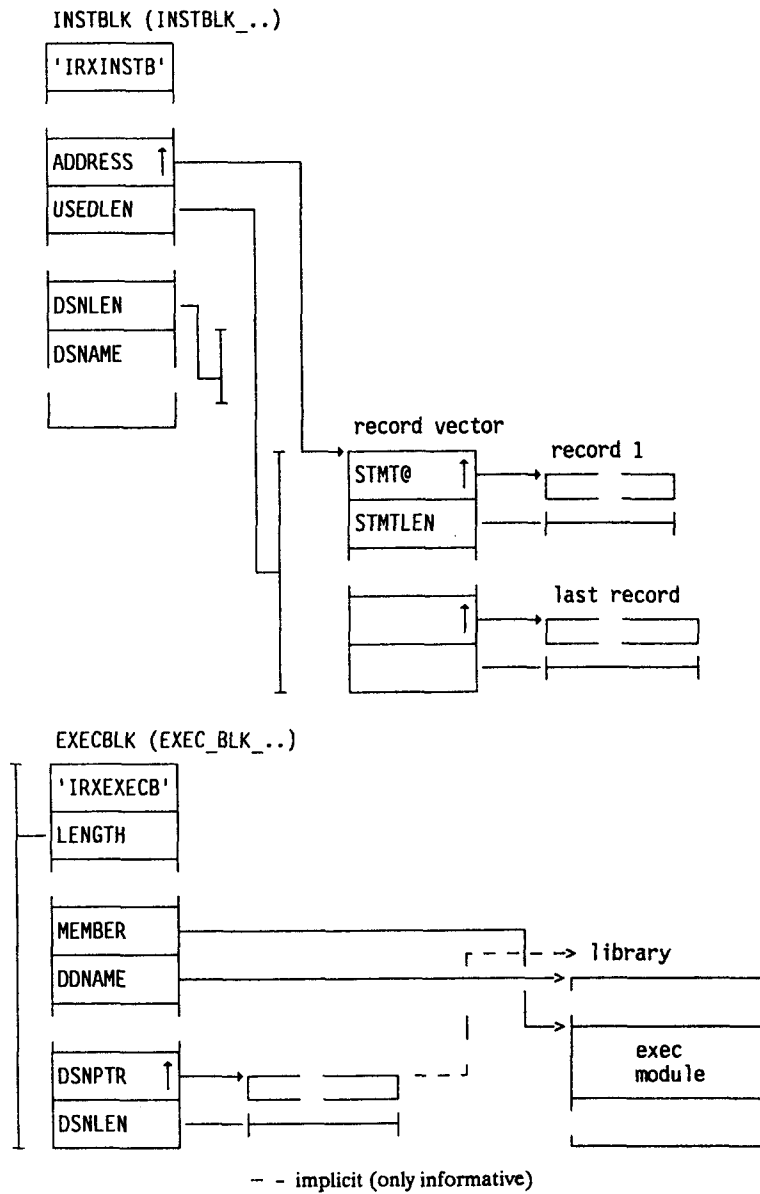 INSTBLK (INSTBLK_..)
'IRXINSTB'
ADDRESS
USEDLEN
DSNLEN
DSNAME
record vector
record 1
STMT@
STMTLEN
last record
EXECBLK (EXEC_BLK_..)
'IRXEXECB'
LENGTH
MEMBER
library
DDNAME
exec
module
DSNPTR
DSNLEN
- - implicit (only informative)